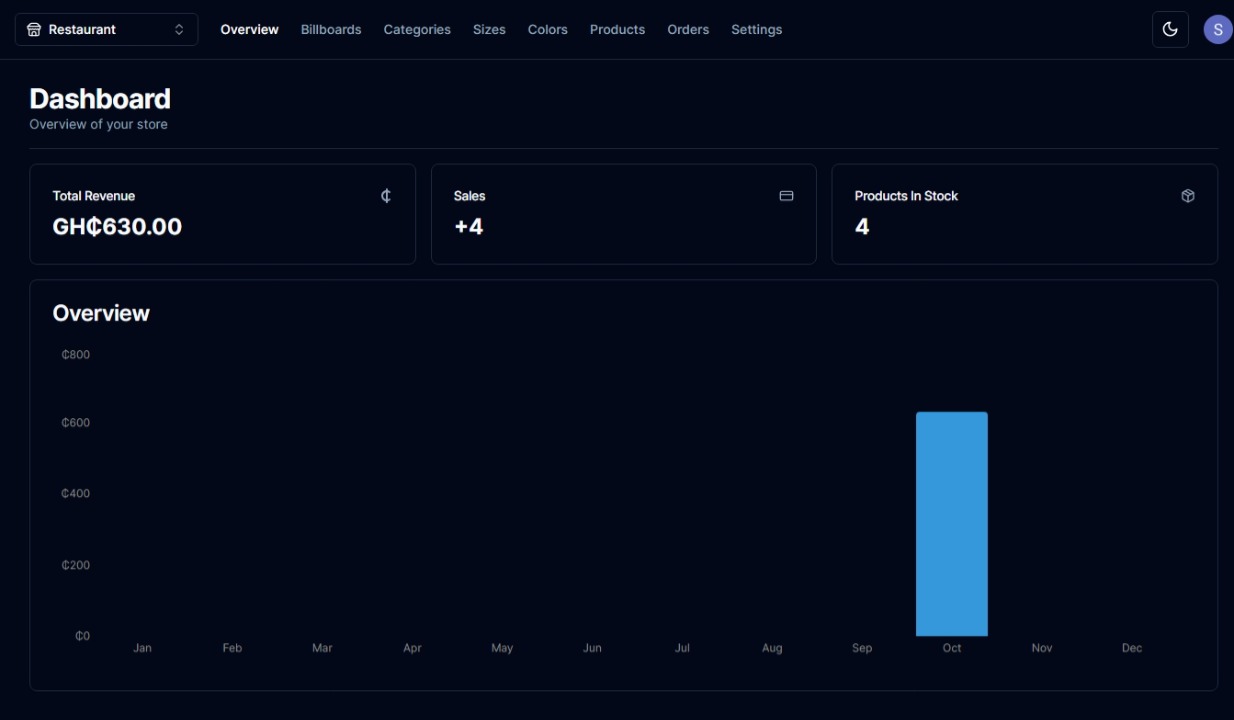 Restaurant Overview Billboards Categories Sizes Colors Products Orders Settings S
Dashboard
Overview of your store
Total Revenue ₵
GH₵630.00
Sales
+4
Products In Stock
4
Overview
₵800
₵600
₵400
₵200
₵0
Jan Feb Mar Apr May Jun Jul Aug Sep Oct Nov Dec